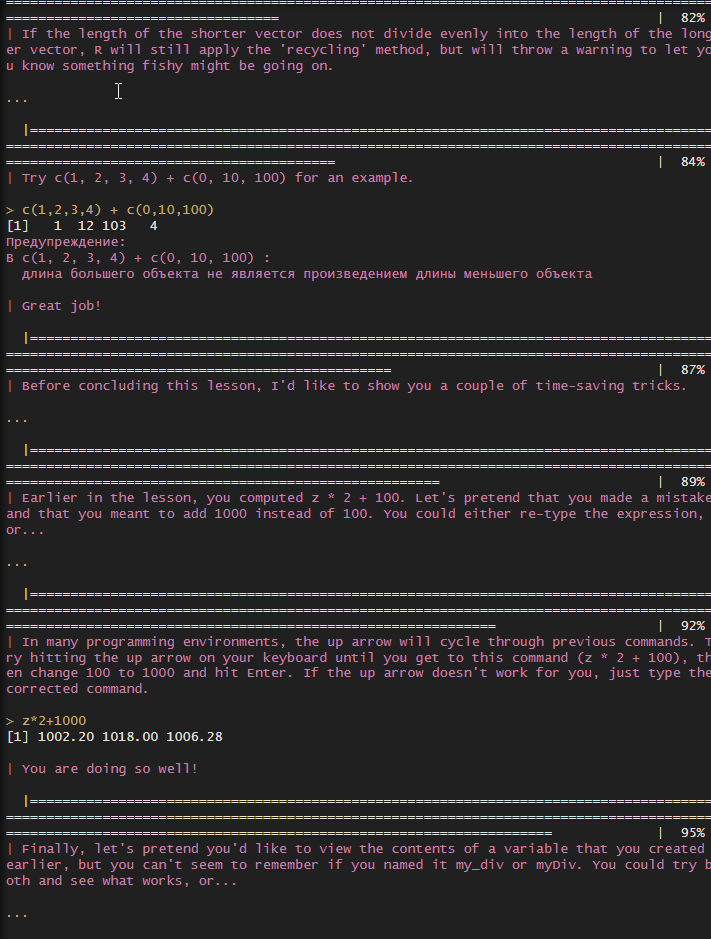 ==================================                                                | 82%
| If the length of the shorter vector does not divide evenly into the length of the long
er vector, R will still apply the 'recycling' method, but will throw a warning to let yo
u know something fishy might be going on.
...
|=====================================================================================
========================================================================================
=========================================                                        | 84%
| Try c(1, 2, 3, 4) + c(0, 10, 100) for an example.
> c(1,2,3,4) + c(0,10,100)
[1]   1  12 103   4
Предупреждение:
В c(1, 2, 3, 4) + c(0, 10, 100) :
  длина большего объекта не является произведением длины меньшего объекта
| Great job!
|=====================================================================================
========================================================================================
================================================                                 | 87%
| Before concluding this lesson, I'd like to show you a couple of time-saving tricks.
...
|=====================================================================================
========================================================================================
======================================================                           | 89%
| Earlier in the lesson, you computed z * 2 + 100. Let's pretend that you made a mistake
and that you meant to add 1000 instead of 100. You could either re-type the expression,
or...
...
|=====================================================================================
========================================================================================
=============================================================                    | 92%
| In many programming environments, the up arrow will cycle through previous commands. T
ry hitting the up arrow on your keyboard until you get to this command (z * 2 + 100), th
en change 100 to 1000 and hit Enter. If the up arrow doesn't work for you, just type the
corrected command.
> z*2+1000
[1] 1002.20 1018.00 1006.28
| You are doing so well!
|=====================================================================================
========================================================================================
====================================================================             | 95%
| Finally, let's pretend you'd like to view the contents of a variable that you created
earlier, but you can't seem to remember if you named it my_div or myDiv. You could try b
oth and see what works, or...
...